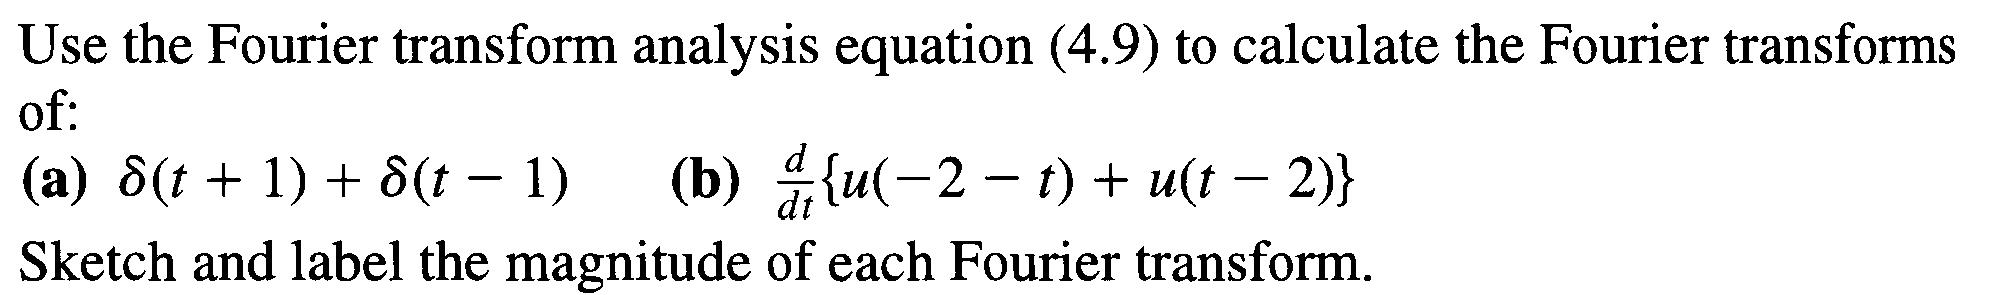 Use the Fourier transform analysis equation (4.9) to calculate the Fourier transforms
of:
(a) δ(t + 1) + δ(t − 1) (b) d/dt {u(−2 − t) + u(t − 2)}
Sketch and label the magnitude of each Fourier transform.